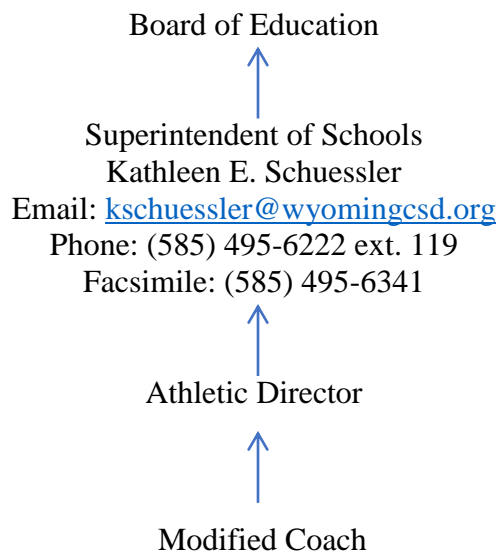 Board of Education
Superintendent of Schools
Kathleen E. Schuessler
Email: kschuessler@wyomingcsd.org
Phone: (585) 495-6222 ext. 119
Facsimile: (585) 495-6341
Athletic Director
Modified Coach